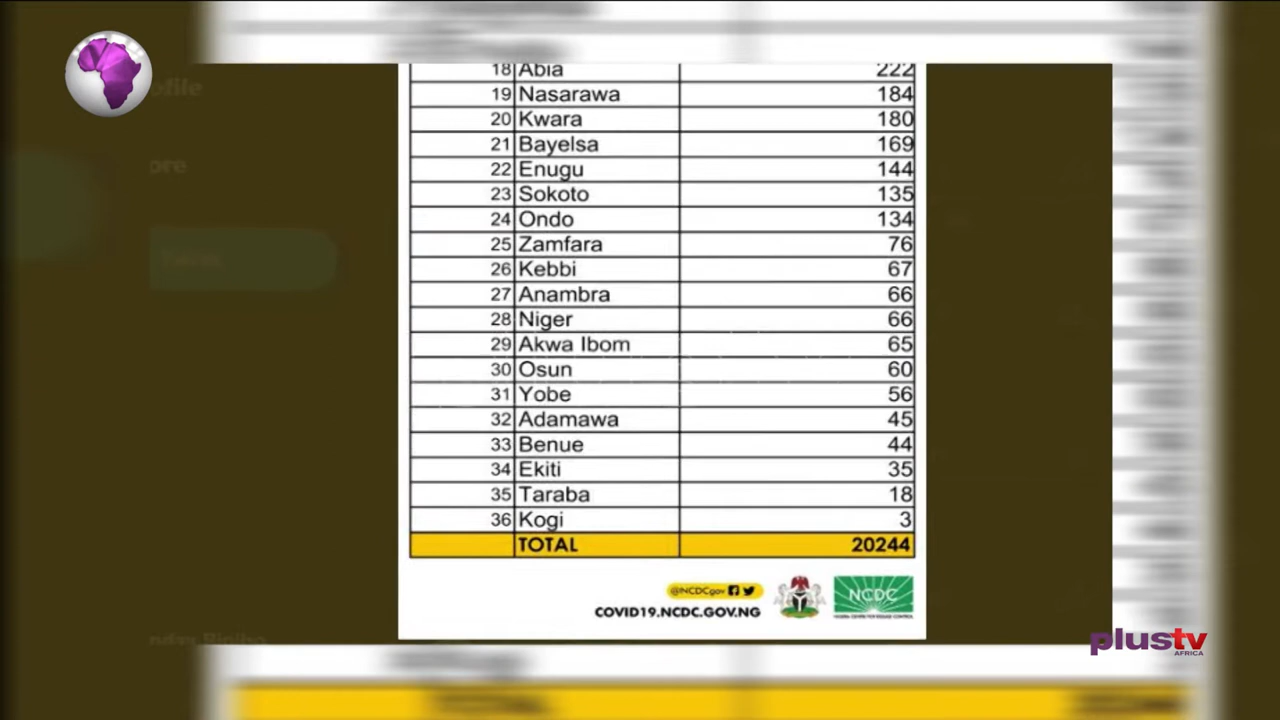 18 Abia 222
19 Nasarawa 184
20 Kwara 180
21 Bayelsa 169
22 Enugu 144
23 Sokoto 135
24 Ondo 134
25 Zamfara 76
26 Kebbi 67
27 Anambra 66
28 Niger 66
29 Akwa Ibom 65
30 Osun 60
31 Yobe 56
32 Adamawa 45
33 Benue 44
34 Ekiti 35
35 Taraba 18
36 Kogi 3
TOTAL 20244
@NCDCgov
COVID19.NCDC.GOV.NG
NCDC
plustv
AFRICA